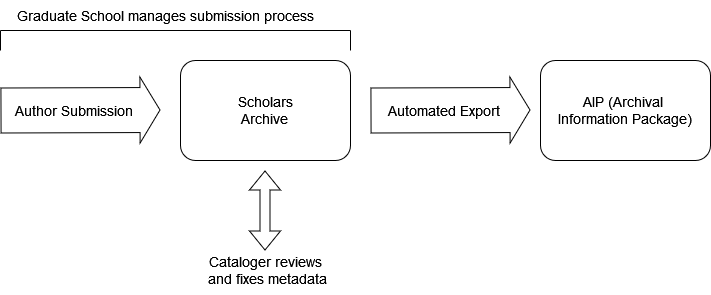 Graduate School manages submission process
Author Submission
Scholars
Archive
Automated Export
AIP (Archival
Information Package)
Cataloger reviews
and fixes metadata